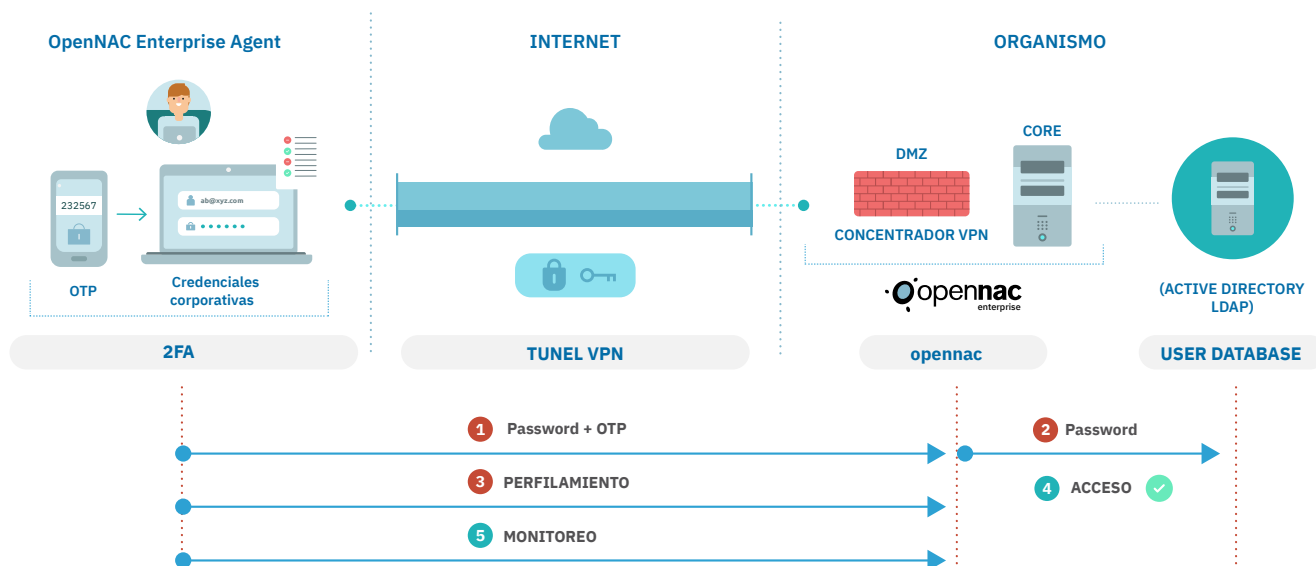 OpenNAC Enterprise Agent
INTERNET
ORGANISMO
CORE
DMZ
232567
ab@xyz.com
CONCENTRADOR VPN
OTP
Credenciales
corporativas
opennac
enterprise
(ACTIVE DIRECTORY
LDAP)
2FA
TUNEL VPN
opennac
USER DATABASE
1 Password + OTP
2 Password
3 PERFILAMIENTO
4 ACCESO
5 MONITOREO